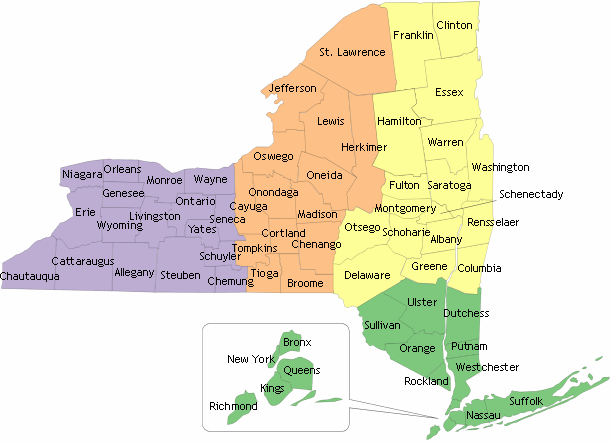 Clinton
Franklin
St. Lawrence
Jefferson
Essex
Lewis
Hamilton
Warren
Herkimer
Oswego
Washington
Orleans
Niagara
Monroe
Wayne
Oneida
Fulton
Saratoga
Genesee
Onondaga
Schenectady
Ontario
Cayuga
Montgomery
Erie
Livingston
Seneca
Madison
Rensselaer
Wyoming
Yates
Otsego
Schoharie
Cortland
Albany
Tompkins
Chenango
Schuyler
Cattaraugus
Greene
Columbia
Chautauqua
Allegany
Steuben
Chemung
Tioga
Broome
Delaware
Ulster
Dutchess
Sullivan
Bronx
Orange
Putnam
New York
Queens
Westchester
Rockland
Kings
Richmond
Suffolk
Nassau